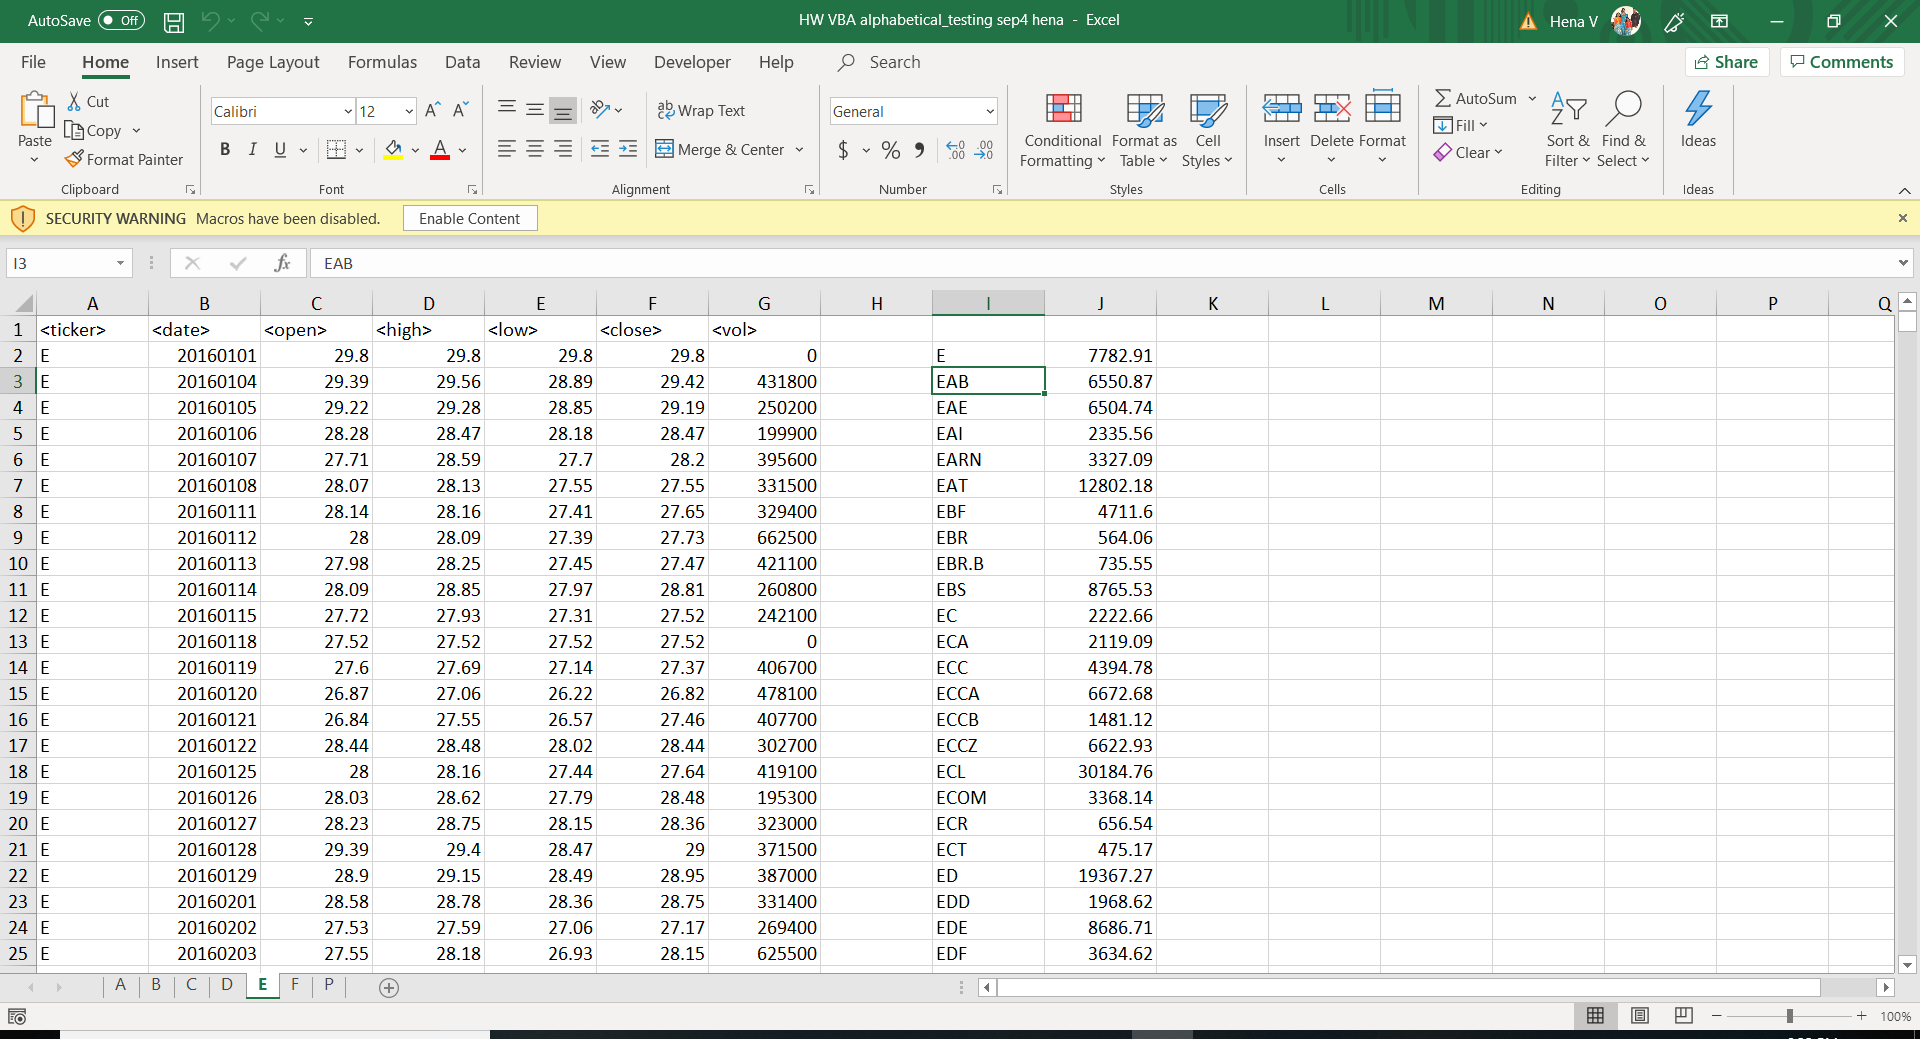 AutoSave Off HW VBA alphabetical_testing sep4 hena - Excel Hena V
File Home Insert Page Layout Formulas Data Review View Developer Help Search Share Comments
Cut Calibri 12 A A ab Wrap Text General AutoSum
Paste Copy Conditional Format as Cell Insert Delete Format Fill Sort & Find & Ideas
Format Painter B I U A Merge & Center $ % 9 .00 .00 Formatting Table Styles Clear Filter Select
Clipboard Font Alignment Number Styles Cells Editing Ideas
SECURITY WARNING Macros have been disabled. Enable Content
I3 fx EAB
A B C D E F G H I J K L M N O P Q
1 <ticker> <date> <open> <high> <low> <close> <vol>
2 E 20160101 29.8 29.8 29.8 29.8 0 E 7782.91
3 E 20160104 29.39 29.56 28.89 29.42 431800 EAB 6550.87
4 E 20160105 29.22 29.28 28.85 29.19 250200 EAE 6504.74
5 E 20160106 28.28 28.47 28.18 28.47 199900 EAI 2335.56
6 E 20160107 27.71 28.59 27.7 28.2 395600 EARN 3327.09
7 E 20160108 28.07 28.13 27.55 27.55 331500 EAT 12802.18
8 E 20160111 28.14 28.16 27.41 27.65 329400 EBF 4711.6
9 E 20160112 28 28.09 27.39 27.73 662500 EBR 564.06
10 E 20160113 27.98 28.25 27.45 27.47 421100 EBR.B 735.55
11 E 20160114 28.09 28.85 27.97 28.81 260800 EBS 8765.53
12 E 20160115 27.72 27.93 27.31 27.52 242100 EC 2222.66
13 E 20160118 27.52 27.52 27.52 27.52 0 ECA 2119.09
14 E 20160119 27.6 27.69 27.14 27.37 406700 ECC 4394.78
15 E 20160120 26.87 27.06 26.22 26.82 478100 ECCA 6672.68
16 E 20160121 26.84 27.55 26.57 27.46 407700 ECCB 1481.12
17 E 20160122 28.44 28.48 28.02 28.44 302700 ECCZ 6622.93
18 E 20160125 28 28.16 27.44 27.64 419100 ECL 30184.76
19 E 20160126 28.03 28.62 27.79 28.48 195300 ECOM 3368.14
20 E 20160127 28.23 28.75 28.15 28.36 323000 ECR 656.54
21 E 20160128 29.39 29.4 28.47 29 371500 ECT 475.17
22 E 20160129 28.9 29.15 28.49 28.95 387000 ED 19367.27
23 E 20160201 28.58 28.78 28.36 28.75 331400 EDD 1968.62
24 E 20160202 27.53 27.59 27.06 27.17 269400 EDE 8686.71
25 E 20160203 27.55 28.18 26.93 28.15 625500 EDF 3634.62
A B C D E F P
100%